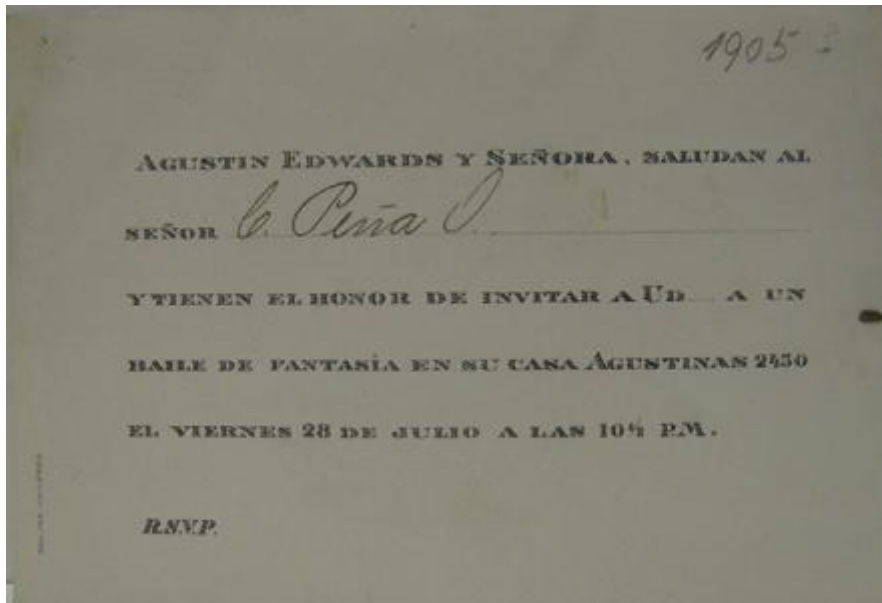 1905
AGUSTIN EDWARDS Y SEÑORA, SALUDAN AL
SEÑOR C. Peña O.
Y TIENEN EL HONOR DE INVITAR A UD A UN
BAILE DE FANTASÍA EN SU CASA AGUSTINAS 2450
EL VIERNES 28 DE JULIO A LAS 10½ P.M.
R.S.V.P.